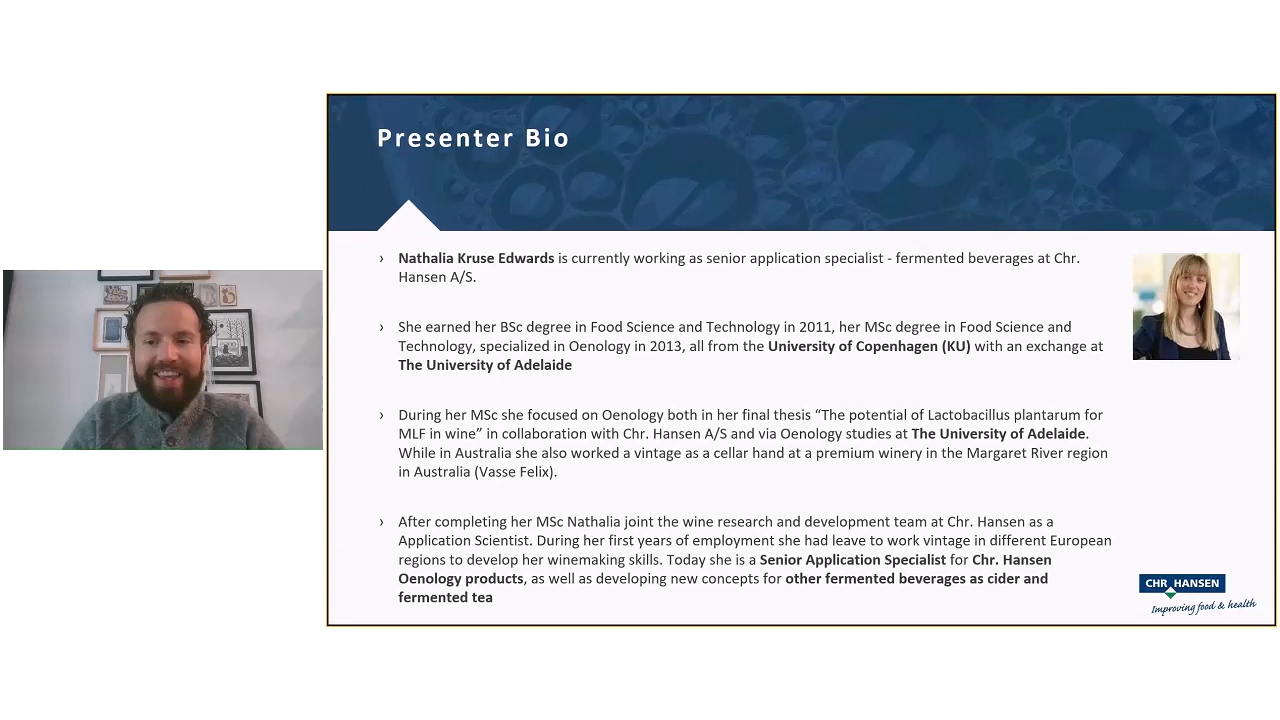 Presenter Bio
› Nathalia Kruse Edwards is currently working as senior application specialist - fermented beverages at Chr.
Hansen A/S.
› She earned her BSc degree in Food Science and Technology in 2011, her MSc degree in Food Science and
Technology, specialized in Oenology in 2013, all from the University of Copenhagen (KU) with an exchange at
The University of Adelaide
› During her MSc she focused on Oenology both in her final thesis “The potential of Lactobacillus plantarum for
MLF in wine” in collaboration with Chr. Hansen A/S and via Oenology studies at The University of Adelaide.
While in Australia she also worked a vintage as a cellar hand at a premium winery in the Margaret River region
in Australia (Vasse Felix).
› After completing her MSc Nathalia joint the wine research and development team at Chr. Hansen as a
Application Scientist. During her first years of employment she had leave to work vintage in different European
regions to develop her winemaking skills. Today she is a Senior Application Specialist for Chr. Hansen
Oenology products, as well as developing new concepts for other fermented beverages as cider and
fermented tea
CHR HANSEN
Improving food & health